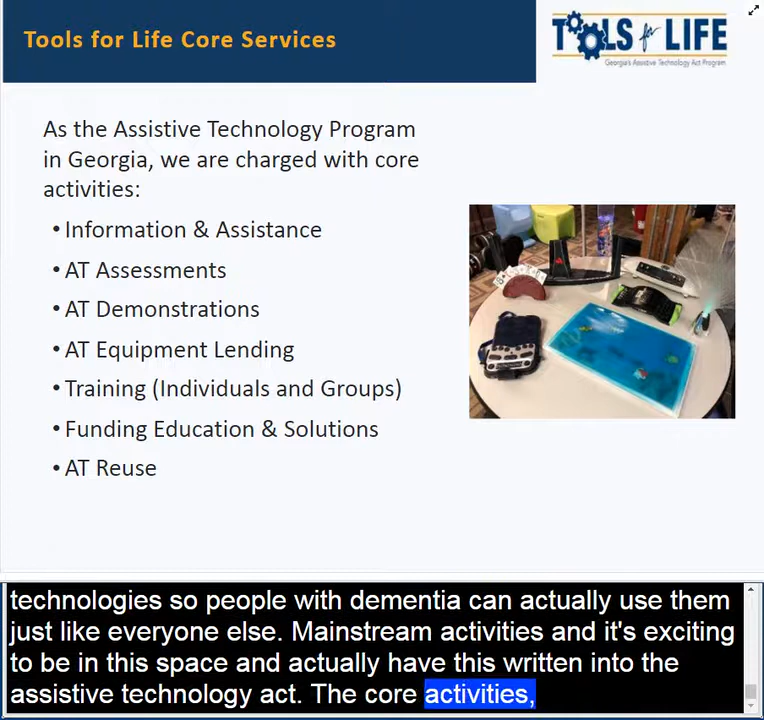 Tools for Life Core Services
TOOLS for LIFE
Georgia's Assistive Technology Act Program
As the Assistive Technology Program
in Georgia, we are charged with core
activities:
• Information & Assistance
• AT Assessments
• AT Demonstrations
• AT Equipment Lending
• Training (Individuals and Groups)
• Funding Education & Solutions
• AT Reuse
technologies so people with dementia can actually use them
just like everyone else. Mainstream activities and it's exciting
to be in this space and actually have this written into the
assistive technology act. The core activities,